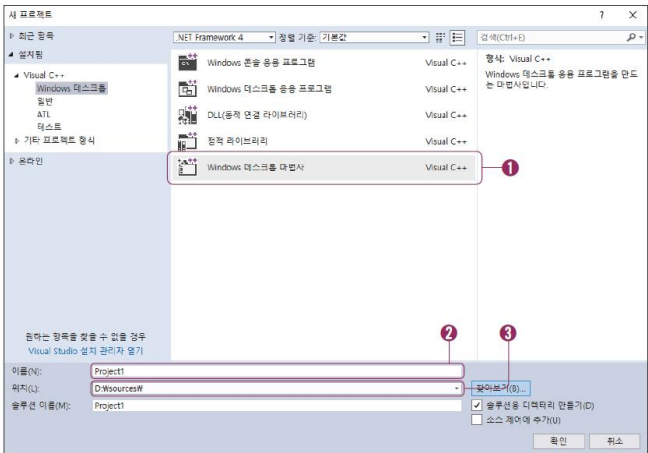 새 프로젝트 ? ✕
▷ 최근 항목
.NET Framework 4 정렬 기준: 기본값
검색(Ctrl+E)
◢ 설치됨
◢ Visual C++
Windows 데스크톱
일반
ATL
테스트
▷ 기타 프로젝트 형식
▷ 온라인
Windows 콘솔 응용 프로그램 Visual C++
Windows 데스크톱 응용 프로그램 Visual C++
DLL(동적 연결 라이브러리) Visual C++
정적 라이브러리 Visual C++
Windows 데스크톱 마법사 Visual C++
❶
형식: Visual C++
Windows 데스크톱 응용 프로그램을 만드
는 마법사입니다.
원하는 항목을 찾을 수 없을 경우
Visual Studio 설치 관리자 열기
❷ ❸
이름(N): Project1
위치(L): D:₩sources₩ 찾아보기(B)...
솔루션 이름(M): Project1
✓ 솔루션용 디렉터리 만들기(D)
소스 제어에 추가(U)
확인 취소